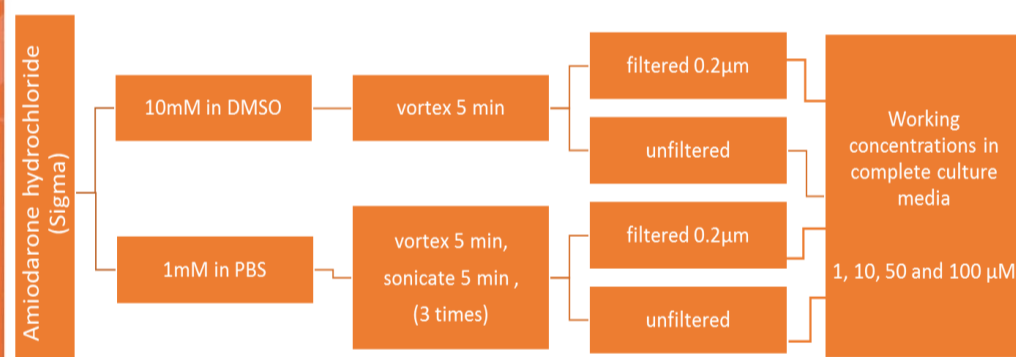 Amiodarone hydrochloride
(Sigma)
10mM in DMSO
vortex 5 min
filtered 0.2µm
unfiltered
1mM in PBS
vortex 5 min,
sonicate 5 min ,
(3 times)
filtered 0.2µm
unfiltered
Working
concentrations in
complete culture
media
1, 10, 50 and 100 µM